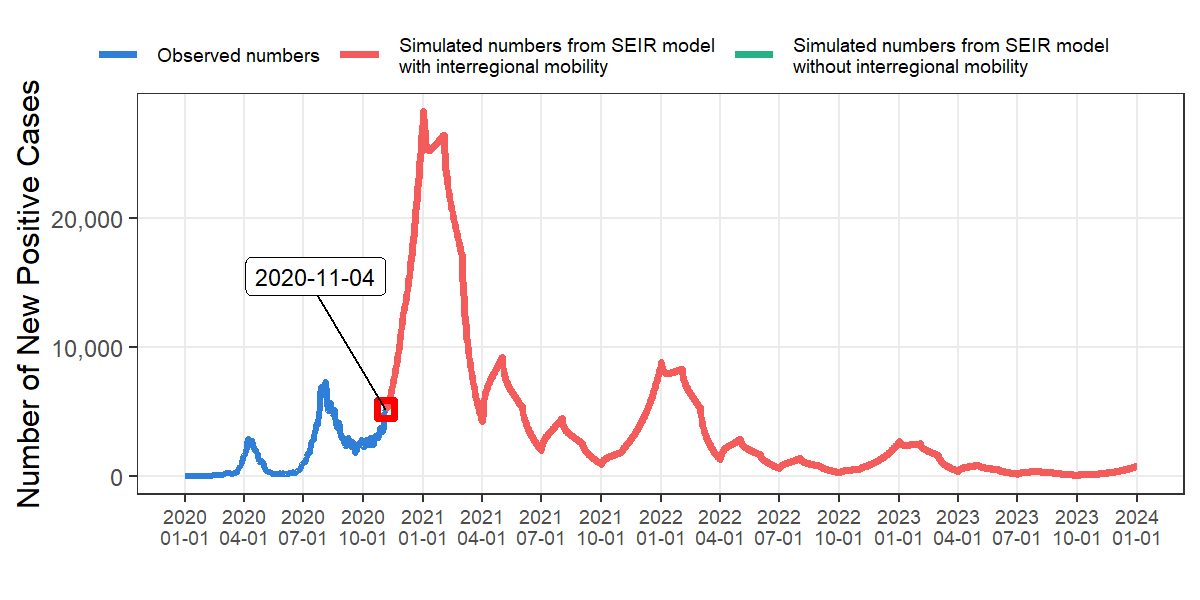 Observed numbers
Simulated numbers from SEIR model
with interregional mobility
Simulated numbers from SEIR model
without interregional mobility
Number of New Positive Cases
20,000
10,000
0
2020-11-04
2020 2020 2020 2020 2021 2021 2021 2021 2022 2022 2022 2022 2023 2023 2023 2023 2024
01-01 04-01 07-01 10-01 01-01 04-01 07-01 10-01 01-01 04-01 07-01 10-01 01-01 04-01 07-01 10-01 01-01